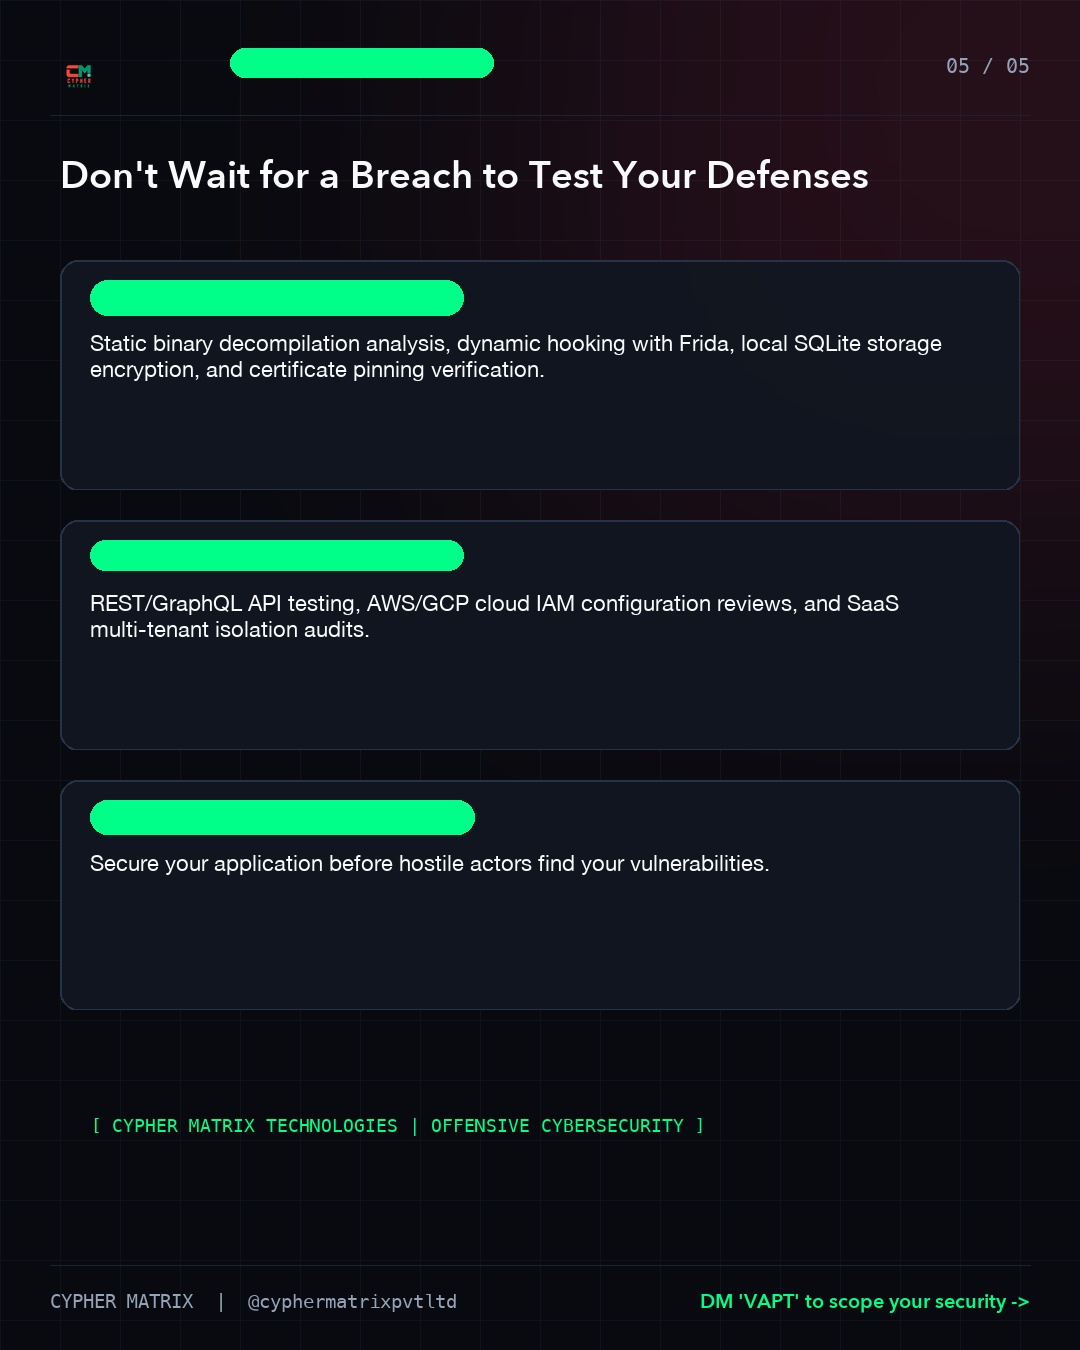 CM
CYPHER
MATRIX
05 / 05
Don't Wait for a Breach to Test Your Defenses
Static binary decompilation analysis, dynamic hooking with Frida, local SQLite storage
encryption, and certificate pinning verification.
REST/GraphQL API testing, AWS/GCP cloud IAM configuration reviews, and SaaS
multi-tenant isolation audits.
Secure your application before hostile actors find your vulnerabilities.
[ CYPHER MATRIX TECHNOLOGIES | OFFENSIVE CYBERSECURITY ]
CYPHER MATRIX | @cyphermatrixpvtltd
DM 'VAPT' to scope your security ->